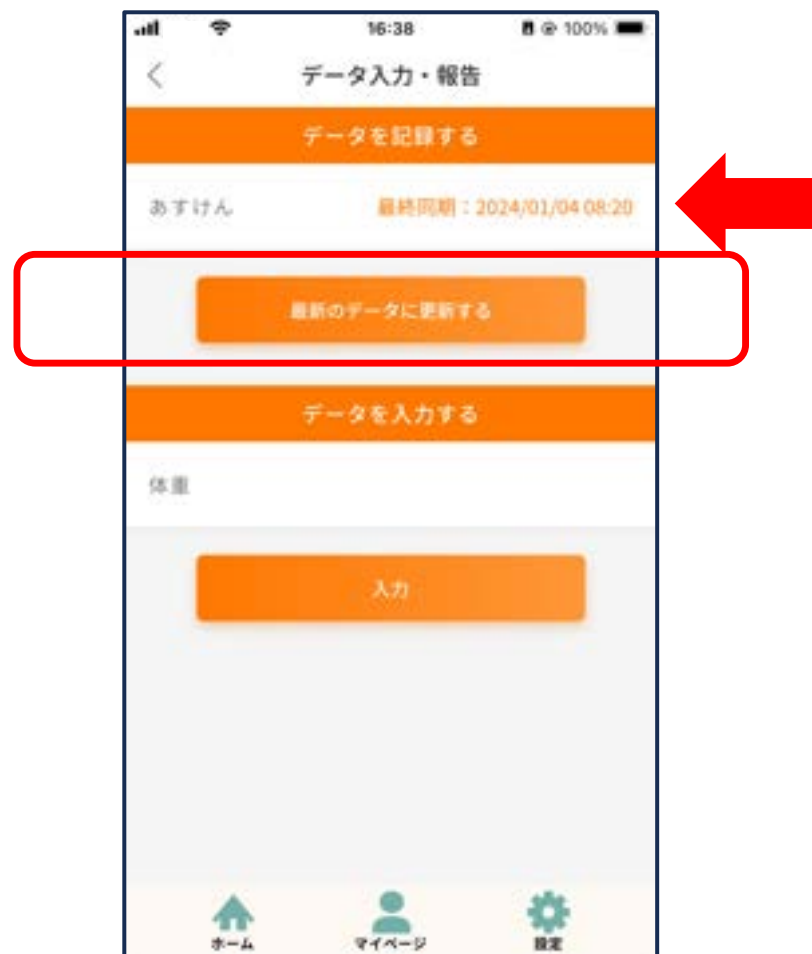 16:38
100%
データ入力・報告
データを記録する
あすけん 最終同期：2024/01/04 08:20
最新のデータに更新する
データを入力する
体重
入力
ホーム マイページ 設定